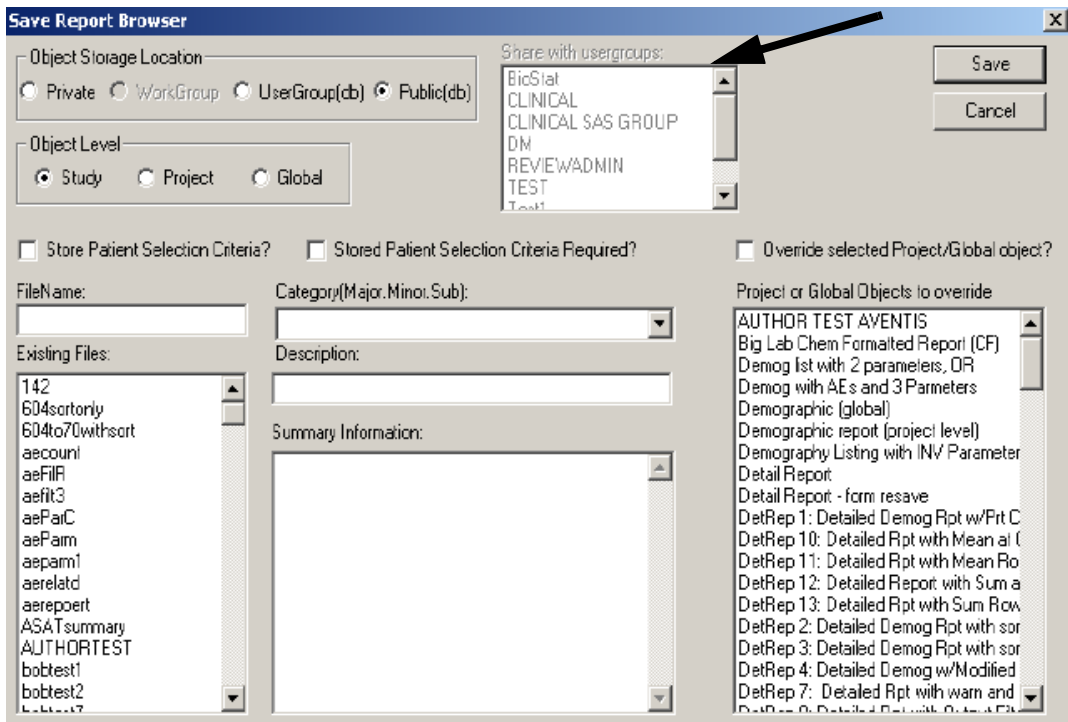 Save Report Browser
Object Storage Location
Private WorkGroup UserGroup(db) Public(db)
Object Level
Study Project Global
Share with usergroups:
BioStat
CLINICAL
CLINICAL SAS GROUP
DM
REVIEWADMIN
TEST
Test1
Save
Cancel
Store Patient Selection Criteria?
Stored Patient Selection Criteria Required?
Override selected Project/Global object?
FileName:
Existing Files:
142
604sortonly
604to70withsort
aecount
aeFilR
aefilt3
aeParC
aeParm
aeparm1
aerelatd
aerepoert
ASATsummary
AUTHORTEST
bobtest1
bobtest2
Category(Major.Minor.Sub):
Description:
Summary Information:
Project or Global Objects to override
AUTHOR TEST AVENTIS
Big Lab Chem Formatted Report (CF)
Demog list with 2 parameters, OR
Demog with AEs and 3 Parmeters
Demographic (global)
Demographic report (project level)
Demography Listing with INV Parameter
Detail Report
Detail Report - form resave
DetRep 1: Detailed Demog Rpt w/Prt C
DetRep 10: Detailed Rpt with Mean at
DetRep 11: Detailed Rpt with Mean Ro
DetRep 12: Detailed Report with Sum a
DetRep 13: Detailed Rpt with Sum Row
DetRep 2: Detailed Demog Rpt with sor
DetRep 3: Detailed Demog Rpt with sor
DetRep 4: Detailed Demog w/Modified
DetRep 7: Detailed Rpt with warn and